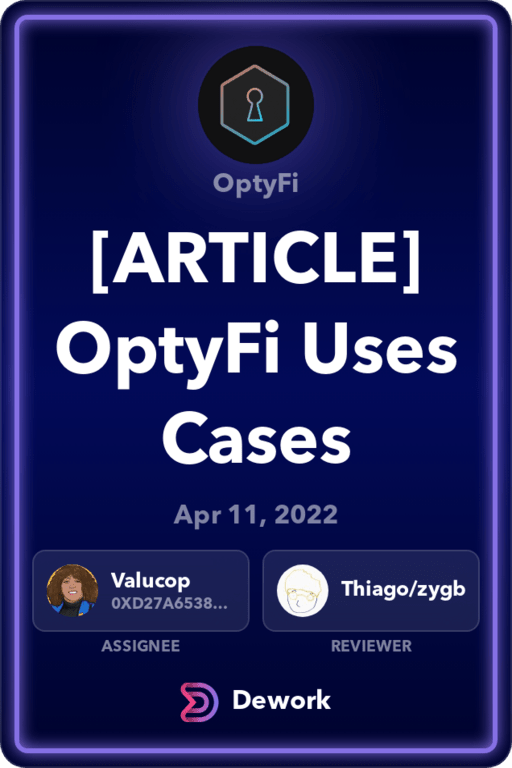 OptyFi
[ARTICLE]
OptyFi Uses
Cases
Apr 11, 2022
Valucop
0XD27A6538...
Thiago/zygb
ASSIGNEE
REVIEWER
Dework